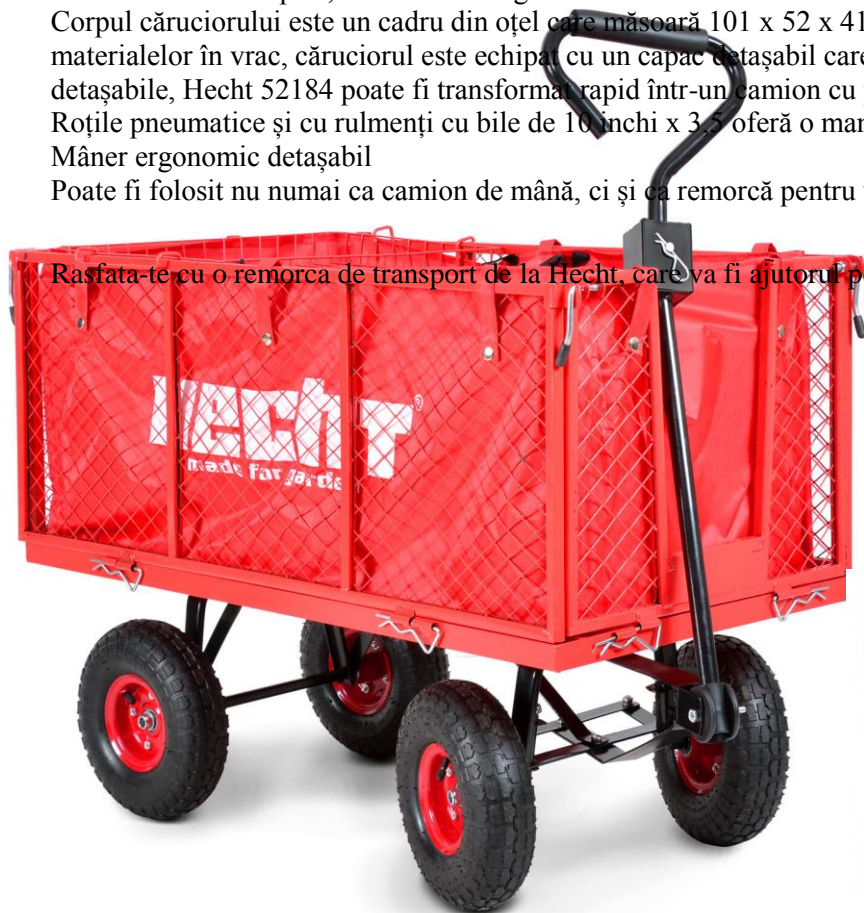 Corpul căruciorului este un cadru din oțel care măsoară 101 x 52 x 41
materialelor în vrac, căruciorul este echipat cu un capac detașabil care
detașabile, Hecht 52184 poate fi transformat rapid într-un camion cu
Roțile pneumatice și cu rulmenți cu bile de 10 inchi x 3,5 oferă o
Mâner ergonomic detașabil
Poate fi folosit nu numai ca camion de mână, ci și ca remorcă pentru
Rasfata-te cu o remorca de transport de la Hecht, care va fi ajutorul
HECHT®
made for garde